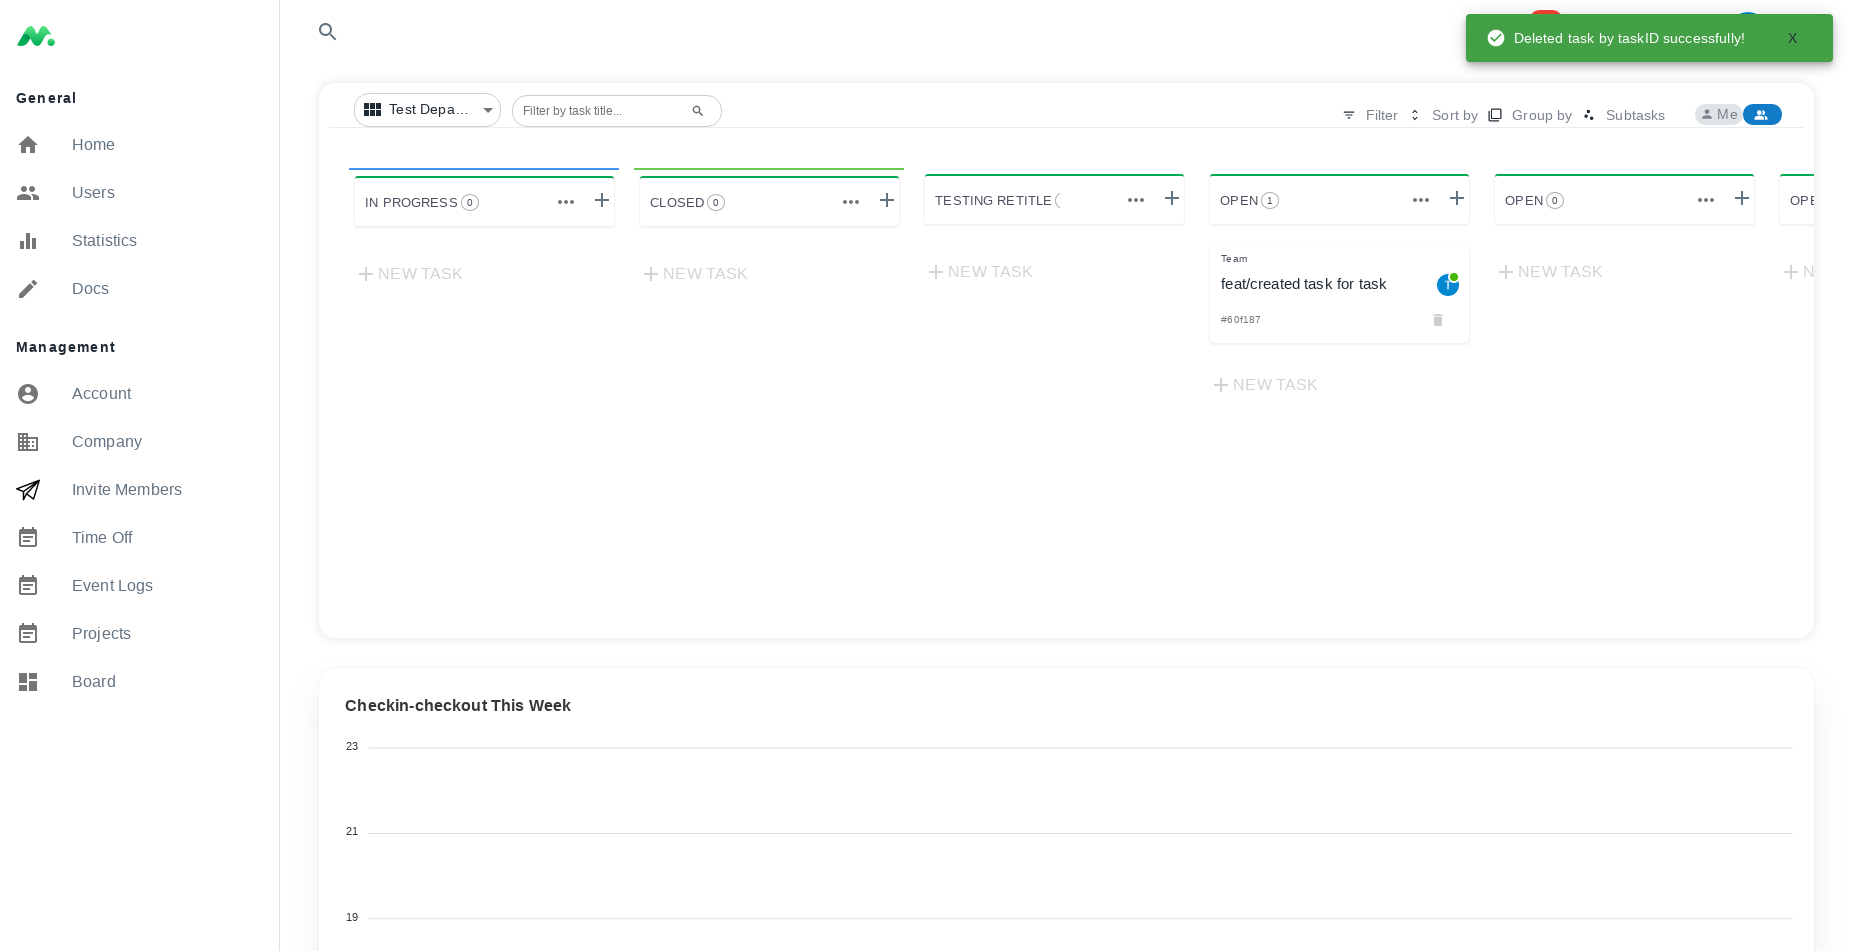 Deleted task by taskID successfully!
X
General
Home
Users
Statistics
Docs
Management
Account
Company
Invite Members
Time Off
Event Logs
Projects
Board
Test Depa...
Filter by task title...
Filter
Sort by
Group by
Subtasks
Me
IN PROGRESS 0
CLOSED 0
TESTING RETITLE
OPEN 1
OPEN 0
OPE
NEW TASK
NEW TASK
NEW TASK
Team
feat/created task for task
T
#60f187
NEW TASK
NEW TASK
N
Checkin-checkout This Week
23
21
19